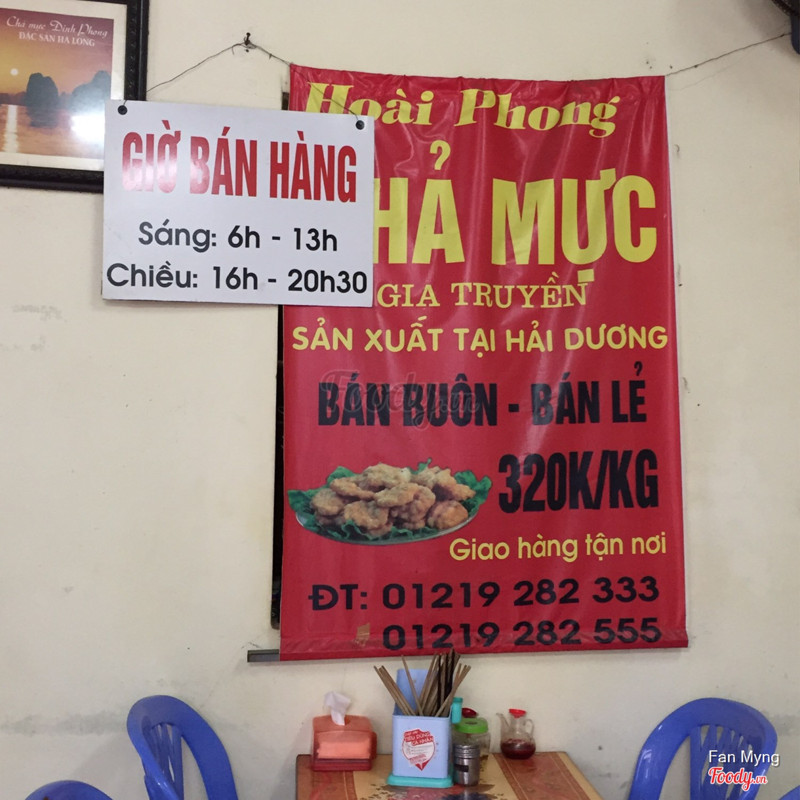 Chả mực Đình Phong
ĐẶC SẢN HẠ LONG
GIỜ BÁN HÀNG
Sáng: 6h - 13h
Chiều: 16h - 20h30
Hoài Phong
HẢ MỰC
GIA TRUYỀN
SẢN XUẤT TẠI HẢI DƯƠNG
BÁN BUÔN - BÁN LẺ
320K/KG
Giao hàng tận nơi
ĐT: 01219 282 333
01219 282 555
Foody.vn
Fan Myng
Foody.vn